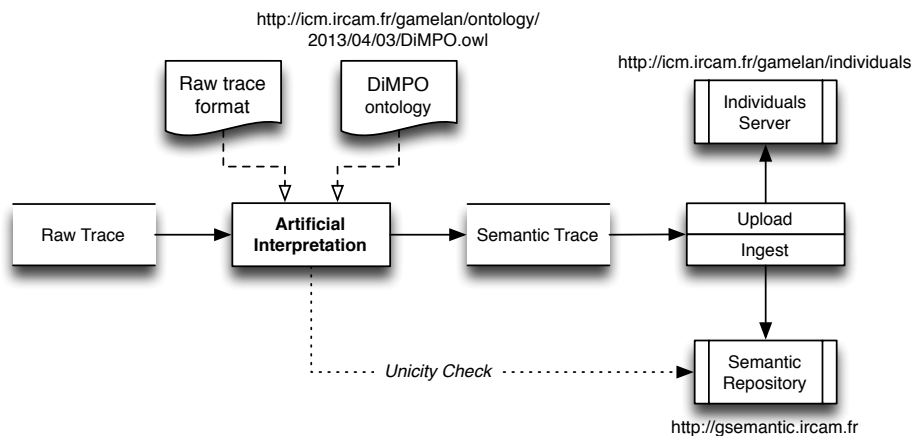 http://icm.ircam.fr/gamelan/ontology/
2013/04/03/DiMPO.owl
http://icm.ircam.fr/gamelan/individuals
Raw trace
format
DiMPO
ontology
Individuals
Server
Raw Trace
Artificial
Interpretation
Semantic Trace
Upload
Ingest
Unicity Check
Semantic
Repository
http://gsemantic.ircam.fr